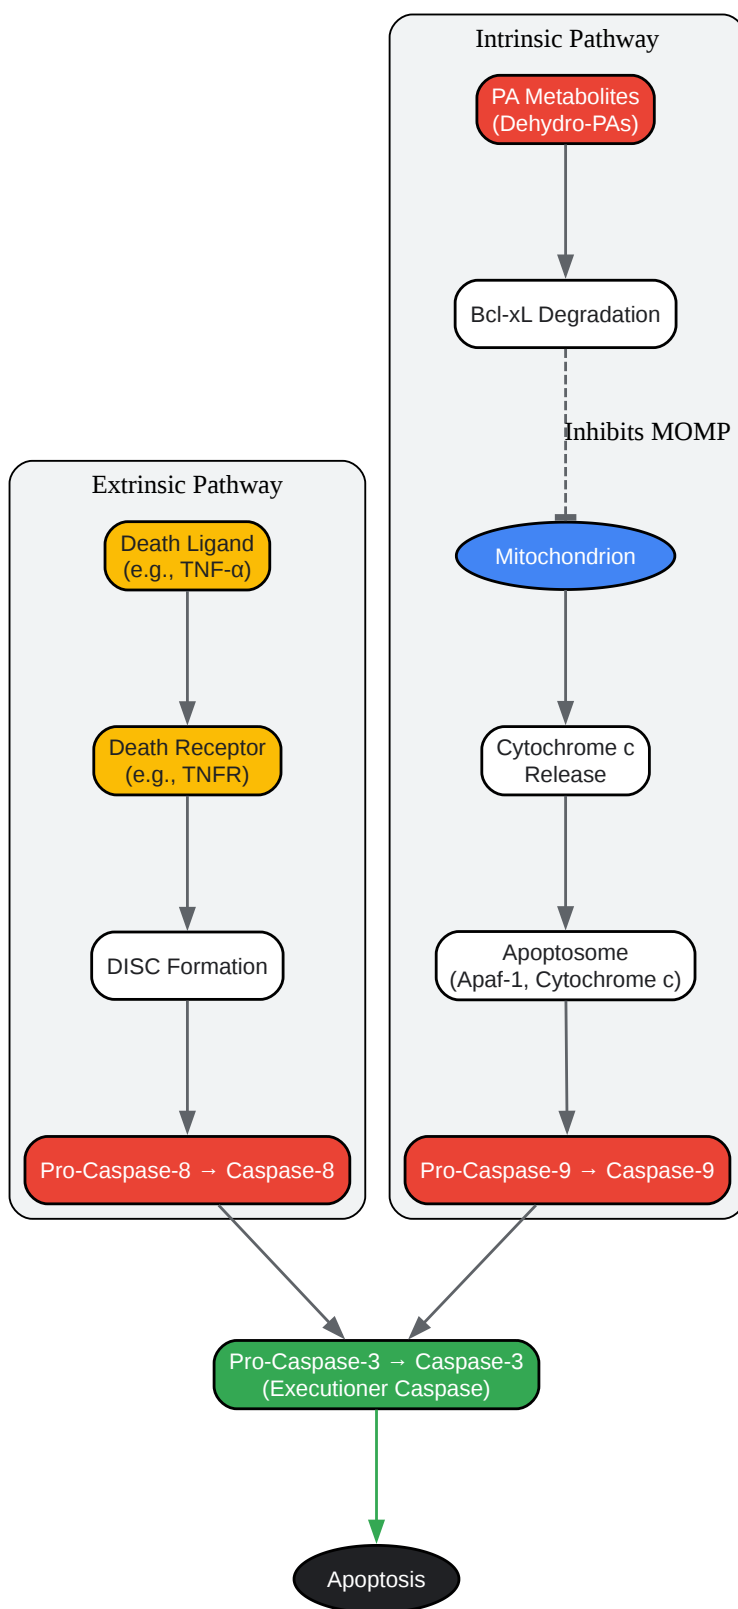 Intrinsic Pathway
PA Metabolites
(Dehydro-PAs)
Bcl-xL Degradation
Inhibits MOMP
Mitochondrion
Cytochrome c
Release
Apoptosome
(Apaf-1, Cytochrome c)
Pro-Caspase-9 → Caspase-9
Extrinsic Pathway
Death Ligand
(e.g., TNF-α)
Death Receptor
(e.g., TNFR)
DISC Formation
Pro-Caspase-8 → Caspase-8
Pro-Caspase-3 → Caspase-3
(Executioner Caspase)
Apoptosis